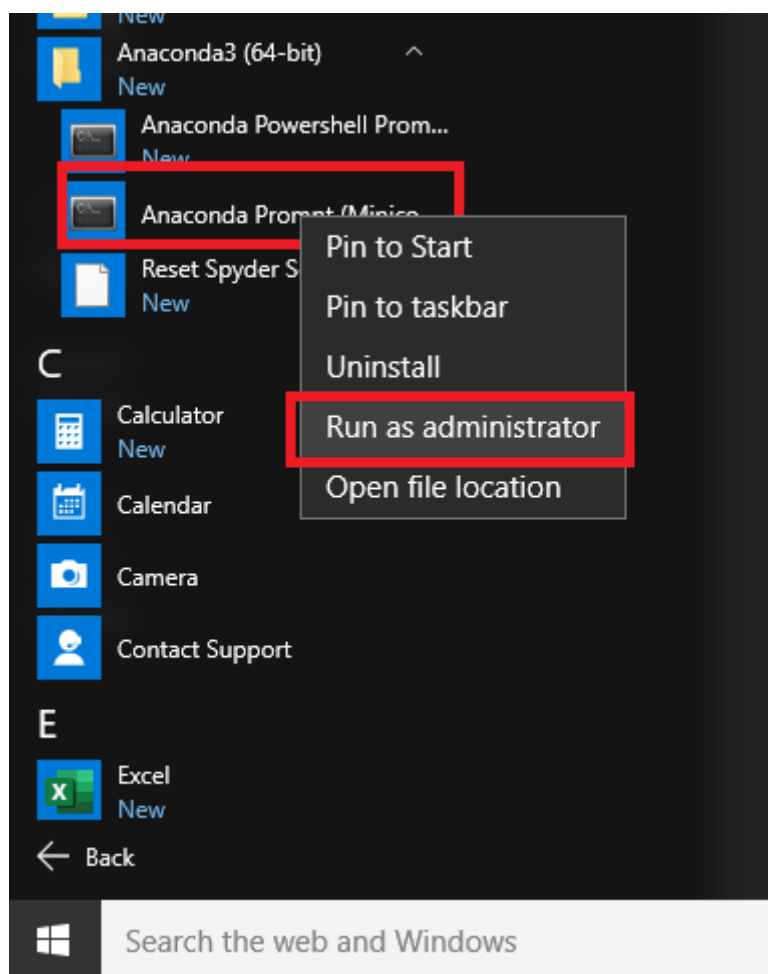 New
Anaconda3 (64-bit)
New
Anaconda Powershell Prom...
New
Anaconda Prompt (Minico
Reset Spyder S
New
Pin to Start
Pin to taskbar
Uninstall
Run as administrator
Open file location
C
Calculator
New
Calendar
Camera
Contact Support
E
Excel
New
Back
Search the web and Windows